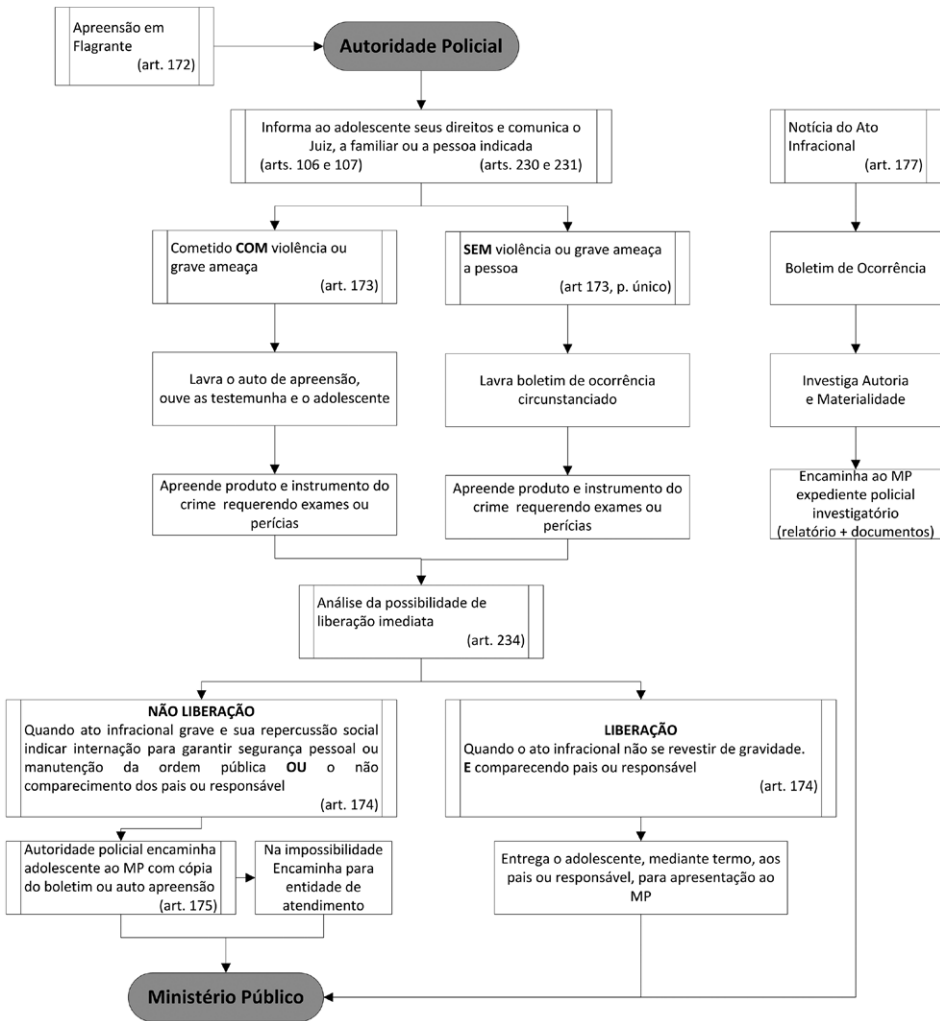 Apreensão em
Flagrante
(art. 172)
Autoridade Policial
Informa ao adolescente seus direitos e comunica o
Juiz, a familiar ou a pessoa indicada
(arts. 106 e 107) (arts. 230 e 231)
Notícia do Ato
Infracional
(art. 177)
Cometido COM violência ou
grave ameaça
(art. 173)
SEM violência ou grave ameaça
a pessoa
(art 173, p. único)
Boletim de Ocorrência
Lavra o auto de apreensão,
ouve as testemunha e o adolescente
Lavra boletim de ocorrência
circunstanciado
Investiga Autoria
e Materialidade
Apreende produto e instrumento do
crime requerendo exames ou
perícias
Apreende produto e instrumento do
crime requerendo exames ou
perícias
Encaminha ao MP
expediente policial
investigatório
(relatório + documentos)
Análise da possibilidade de
liberação imediata
(art. 234)
NÃO LIBERAÇÃO
Quando ato infracional grave e sua repercussão social
indicar internação para garantir segurança pessoal ou
manutenção da ordem pública OU o não
comparecimento dos pais ou responsável
(art. 174)
LIBERAÇÃO
Quando o ato infracional não se revestir de gravidade.
E comparecendo pais ou responsável
(art. 174)
Autoridade policial encaminha
adolescente ao MP com cópia
do boletim ou auto apreensão
(art. 175)
Na impossibilidade
Encaminha para
entidade de
atendimento
Entrega o adolescente, mediante termo, aos
pais ou responsável, para apresentação ao
MP
Ministério Público